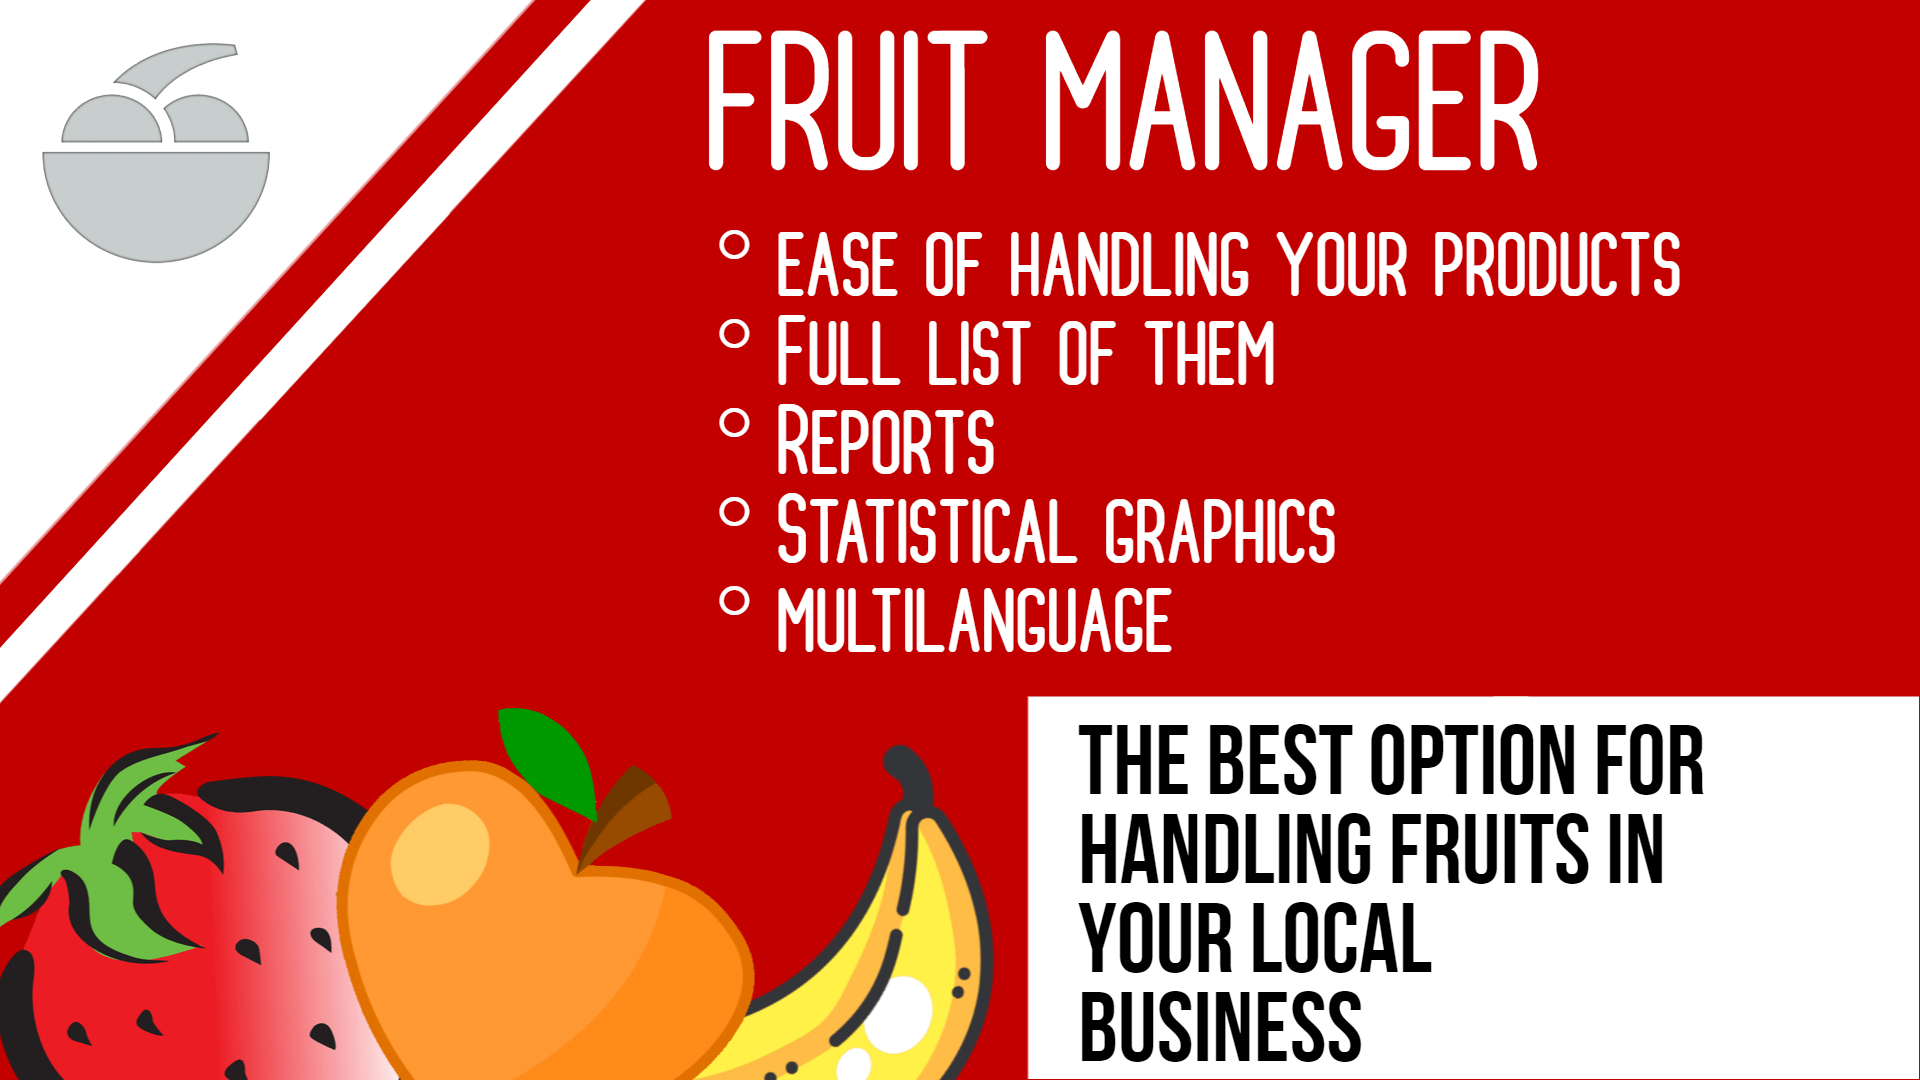 FRUIT MANAGER
EASE OF HANDLING YOUR PRODUCTS
FULL LIST OF THEM
REPORTS
STATISTICAL GRAPHICS
MULTILANGUAGE
THE BEST OPTION FOR
HANDLING FRUITS IN
YOUR LOCAL
BUSINESS